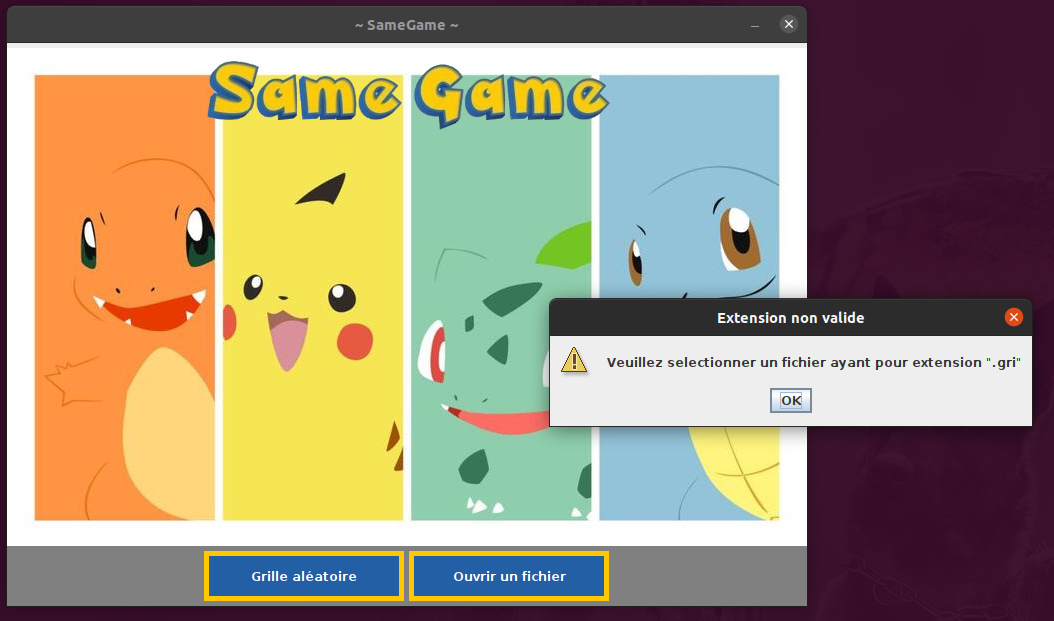 ~ SameGame ~
Same Game
Extension non valide
Veuillez selectionner un fichier ayant pour extension ".gri"
OK
Grille aléatoire
Ouvrir un fichier